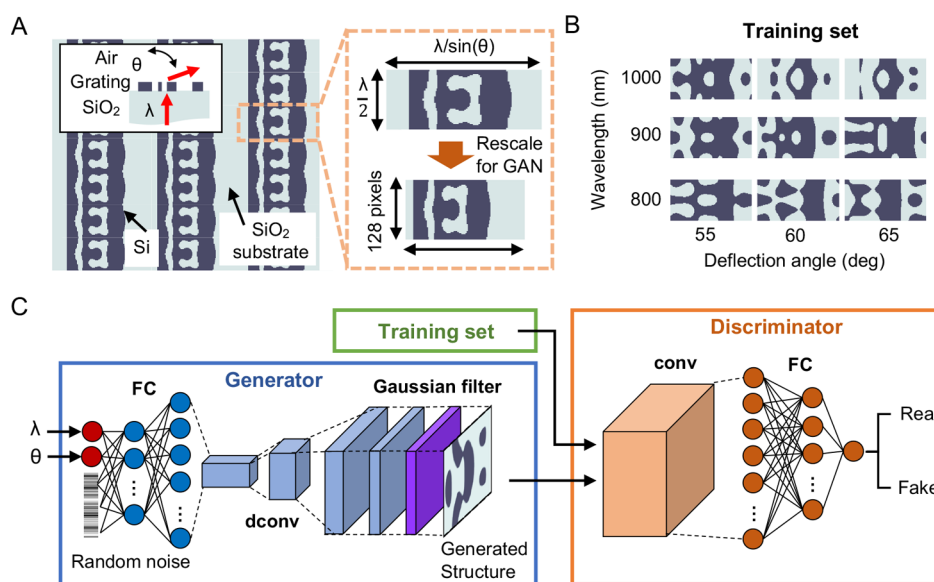 A
Air
θ
Grating
SiO₂
λ
Si
SiO₂
substrate
λ/sin(θ)
λ/2
Rescale
for GAN
128 pixels
B
Training set
Wavelength (nm)
1000
900
800
55 60 65
Deflection angle (deg)
C
Training set
Generator
FC
Gaussian filter
λ
θ
dconv
Random noise
Generated
Structure
Discriminator
conv
FC
Rea
Fake